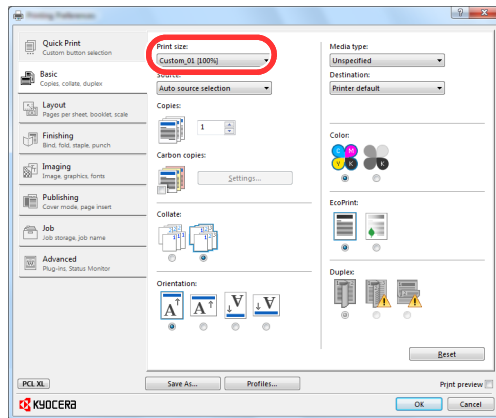 Printing Preferences
Quick Print
Custom button selection
Basic
Copies, collate, duplex
Layout
Pages per sheet, booklet, scale
Finishing
Bind, fold, staple, punch
Imaging
Image, graphics, fonts
Publishing
Cover mode, page insert
Job
Job storage, job name
Advanced
Plug-ins, Status Monitor
Print size:
Custom_01 [100%]
Source:
Auto source selection
Copies:
1
Carbon copies:
Settings...
Collate:
Orientation:
A A A A
Media type:
Unspecified
Destination:
Printer default
Color:
C M
Y K K
EcoPrint:
Duplex:
Reset
PCL XL
Save As...
Profiles...
Print preview
KYOCERA
OK
Cancel